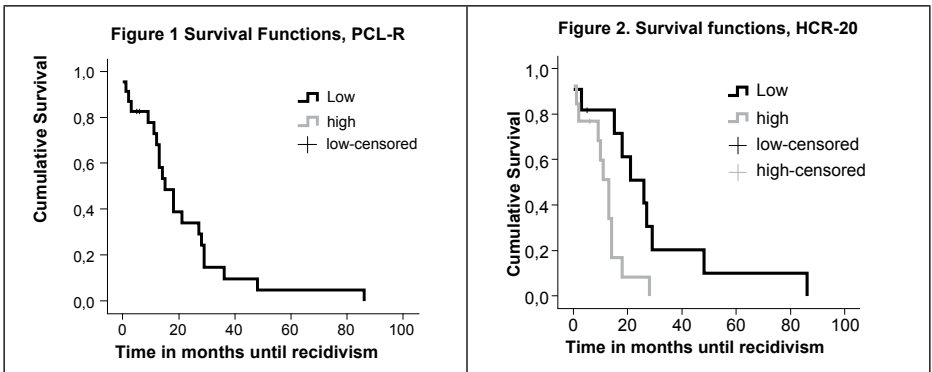 Figure 1 Survival Functions, PCL-R
Cumulative Survival
1,0
0,8
0,6
0,4
0,2
0,0
Low
high
low-censored
0 20 40 60 80 100
Time in months until recidivism
Figure 2. Survival functions, HCR-20
Cumulative Survival
1,0
0,8
0,6
0,4
0,2
0,0
Low
high
low-censored
high-censored
0 20 40 60 80 100
Time in months until recidivism